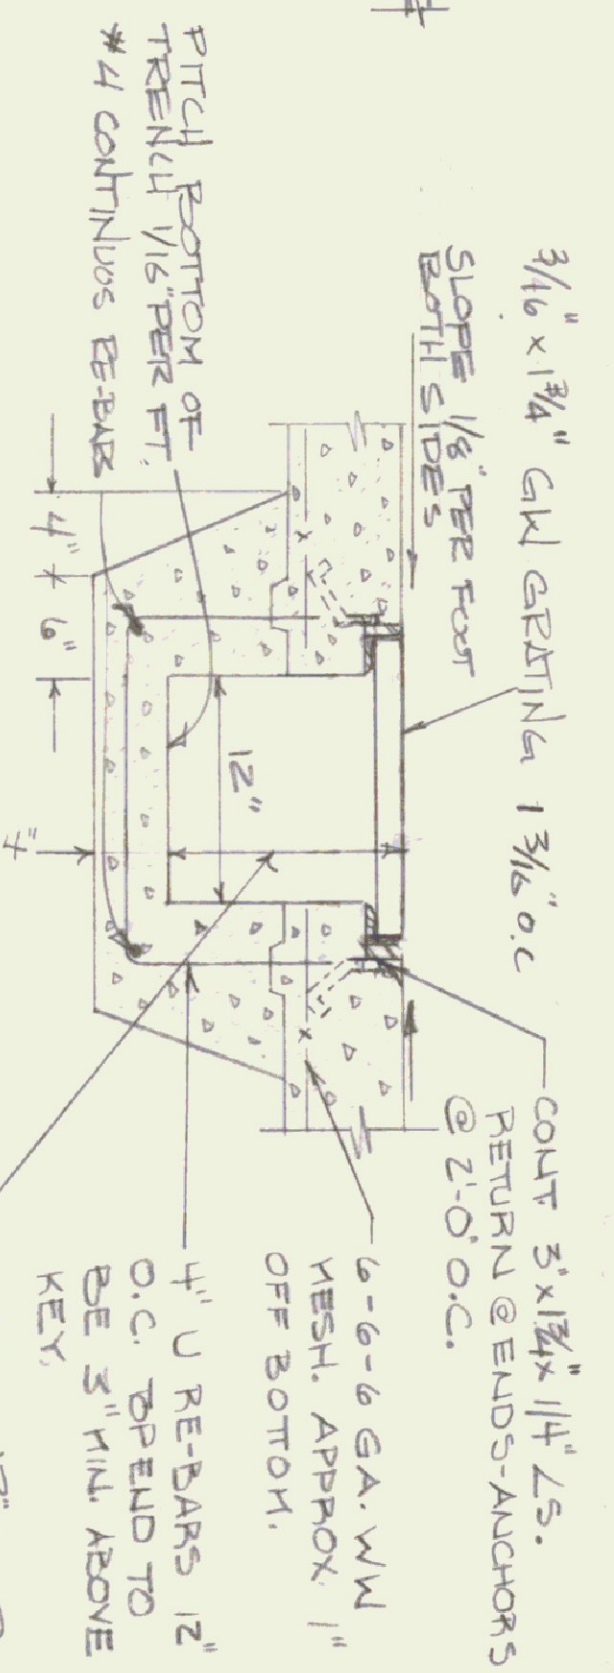 3/16" x 1 3/4" GW GRATING 1 3/16" O.C
SLOPE 1/8" PER FOOT
BOTH SIDES
PITCH BOTTOM OF
TRENCH 1/16" PER FT.
#4 CONTINUOS RE-BAR
4"
6"
12"
4"
CONT. 3" x 1 3/4" x 1/4" ∠S.
RETURN @ ENDS-ANCHORS
@ 2'-0" O.C.
6-6-6 GA. WW
MESH. APPROX. 1"
OFF BOTTOM.
4" U RE-BARS 12"
O.C. TOP END TO
BE 3" MIN. ABOVE
KEY.